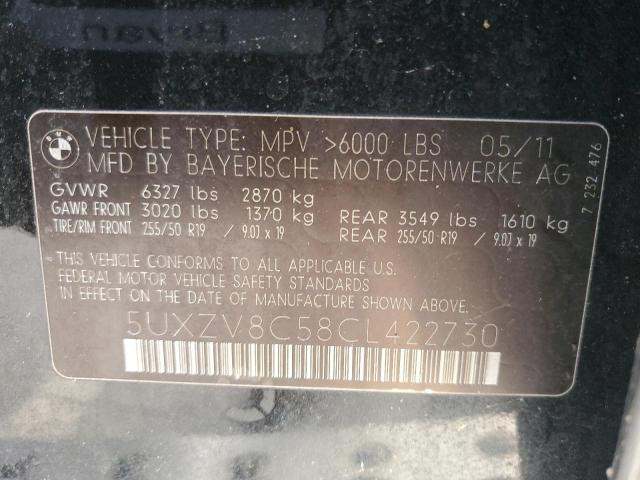 BMW
VEHICLE TYPE: MPV >6000 LBS 05/11
MFD BY BAYERISCHE MOTORENWERKE AG
GVWR 6327 lbs 2870 kg
GAWR FRONT 3020 lbs 1370 kg REAR 3549 lbs 1610 kg
TIRE/RIM FRONT 255/50 R19 / 9.0J x 19 REAR 255/50 R19 / 9.0J x 19
THIS VEHICLE CONFORMS TO ALL APPLICABLE U.S.
FEDERAL MOTOR VEHICLE SAFETY STANDARDS
IN EFFECT ON THE DATE OF MANUFACTURE SHOWN ABOVE.
5UXZV8C58CL422730
7 232 476